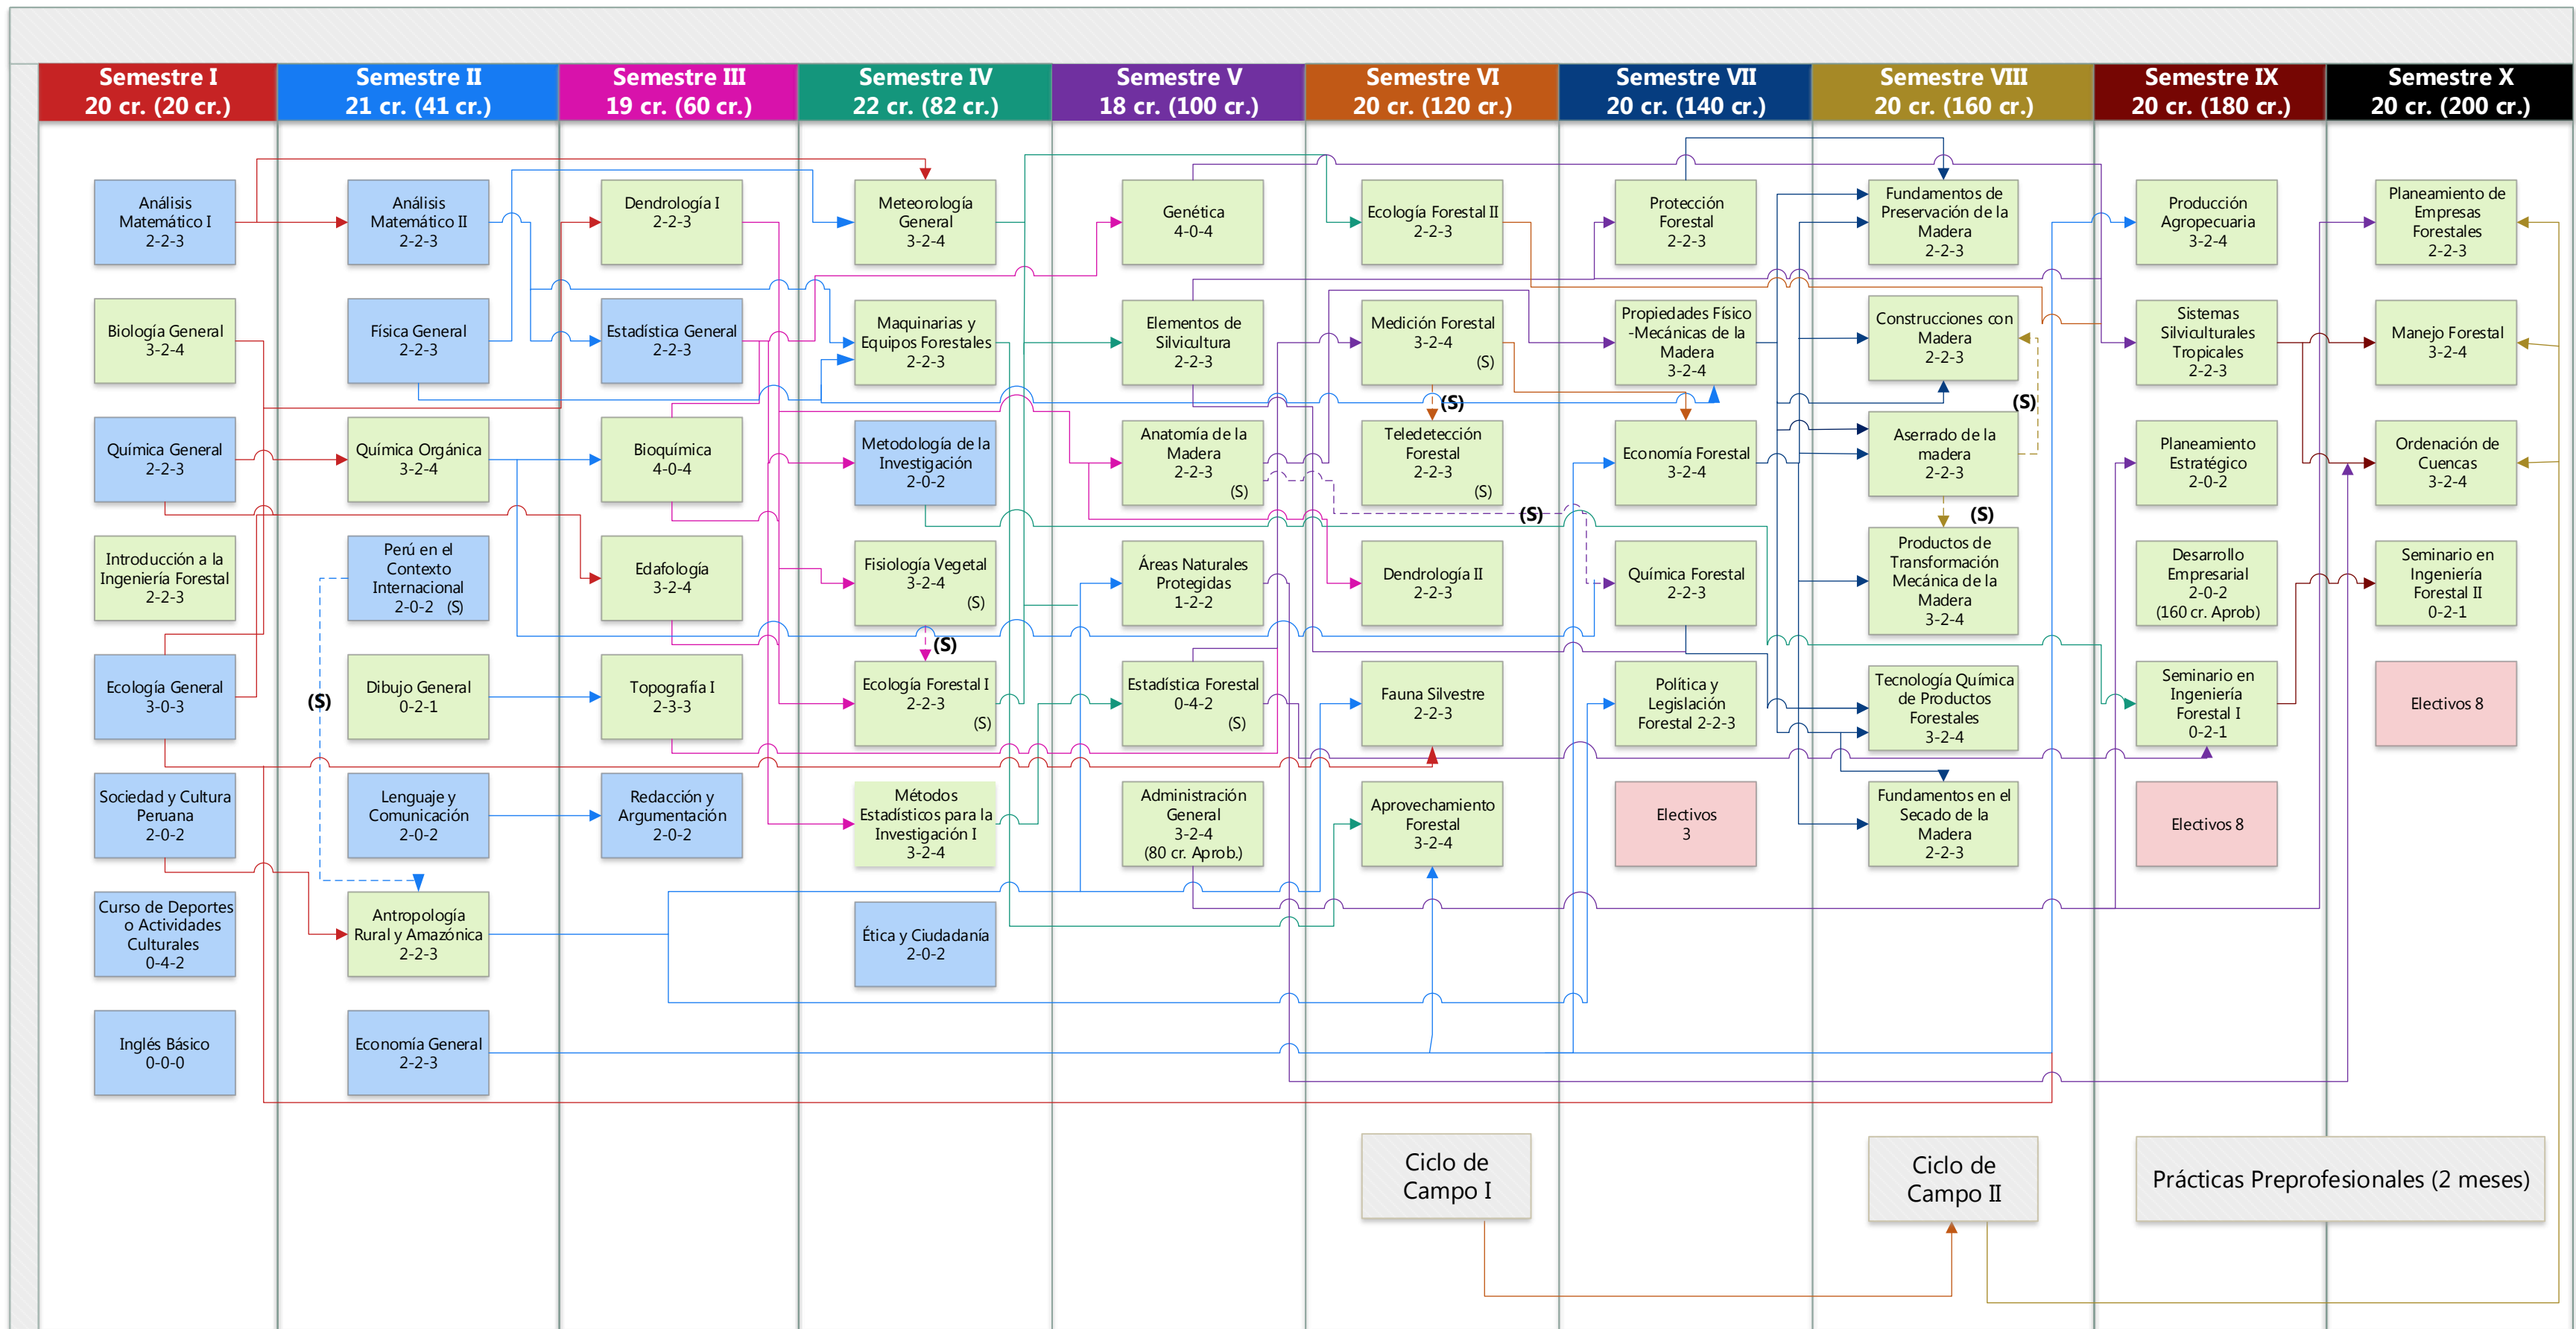 Semestre I
20 cr. (20 cr.)
Semestre II
21 cr. (41 cr.)
Semestre III
19 cr. (60 cr.)
Semestre IV
22 cr. (82 cr.)
Semestre V
18 cr. (100 cr.)
Semestre VI
20 cr. (120 cr.)
Semestre VII
20 cr. (140 cr.)
Semestre VIII
20 cr. (160 cr.)
Semestre IX
20 cr. (180 cr.)
Semestre X
20 cr. (200 cr.)
Análisis
Matemático I
2-2-3
Biología General
3-2-4
Química General
2-2-3
Introducción a la
Ingeniería Forestal
2-2-3
Ecología General
3-0-3
Sociedad y Cultura
Peruana
2-0-2
Curso de Deportes
o Actividades
Culturales
0-4-2
Inglés Básico
0-0-0
Análisis
Matemático II
2-2-3
Física General
2-2-3
Química Orgánica
3-2-4
Perú en el
Contexto
Internacional
2-0-2 (S)
(S)
Dibujo General
0-2-1
Lenguaje y
Comunicación
2-0-2
Antropología
Rural y Amazónica
2-2-3
Economía General
2-2-3
Dendrología I
2-2-3
Estadística General
2-2-3
Bioquímica
4-0-4
Edafología
3-2-4
Topografía I
2-3-3
Redacción y
Argumentación
2-0-2
Meteorología
General
3-2-4
Maquinarias y
Equipos Forestales
2-2-3
Metodología de la
Investigación
2-0-2
Fisiología Vegetal
3-2-4
(S)
(S)
Ecología Forestal I
2-2-3
(S)
Métodos
Estadísticos para la
Investigación I
3-2-4
Ética y Ciudadanía
2-0-2
Genética
4-0-4
Elementos de
Silvicultura
2-2-3
Anatomía de la
Madera
2-2-3
(S)
Áreas Naturales
Protegidas
1-2-2
Estadística Forestal
0-4-2
(S)
Administración
General
3-2-4
(80 cr. Aprob.)
Ecología Forestal II
2-2-3
Medición Forestal
3-2-4
(S)
(S)
Teledetección
Forestal
2-2-3
(S)
(S)
Dendrología II
2-2-3
Fauna Silvestre
2-2-3
Aprovechamiento
Forestal
3-2-4
Ciclo de
Campo I
Protección
Forestal
2-2-3
Propiedades Físico
-Mecánicas de la
Madera
3-2-4
Economía Forestal
3-2-4
Química Forestal
2-2-3
Política y
Legislación
Forestal 2-2-3
Electivos
3
Fundamentos de
Preservación de la
Madera
2-2-3
Construcciones con
Madera
2-2-3
(S)
Aserrado de la
madera
2-2-3
(S)
Productos de
Transformación
Mecánica de la
Madera
3-2-4
Tecnología Química
de Productos
Forestales
3-2-4
Fundamentos en el
Secado de la
Madera
2-2-3
Ciclo de
Campo II
Producción
Agropecuaria
3-2-4
Sistemas
Silviculturales
Tropicales
2-2-3
Planeamiento
Estratégico
2-0-2
Desarrollo
Empresarial
2-0-2
(160 cr. Aprob)
Seminario en
Ingeniería
Forestal I
0-2-1
Electivos 8
Planeamiento de
Empresas
Forestales
2-2-3
Manejo Forestal
3-2-4
Ordenación de
Cuencas
3-2-4
Seminario en
Ingeniería
Forestal II
0-2-1
Electivos 8
Prácticas Preprofesionales (2 meses)